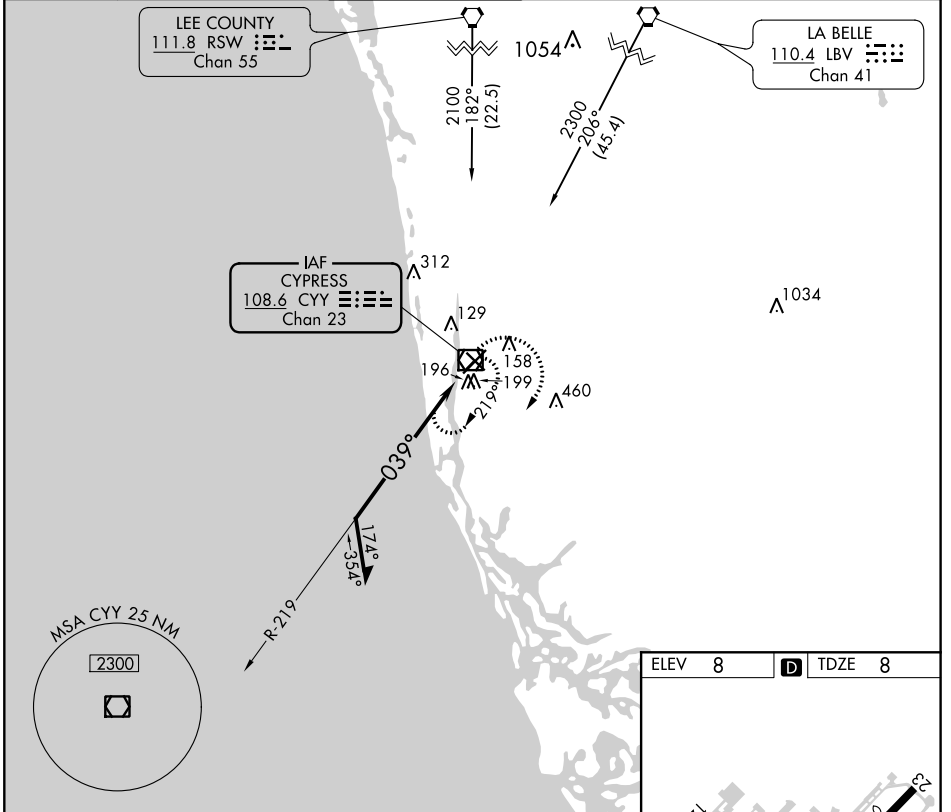 LEE COUNTY
111.8 RSW
Chan 55
1054
LA BELLE
110.4 LBV
Chan 41
2100
182°
(22.5)
2300
206°
(45.4)
IAF
CYPRESS
108.6 CYY
Chan 23
312
129
1034
158
196
199
460
219°
039°
174°
354°
R-219
MSA CYY 25 NM
2300
ELEV 8 D TDZE 8
23